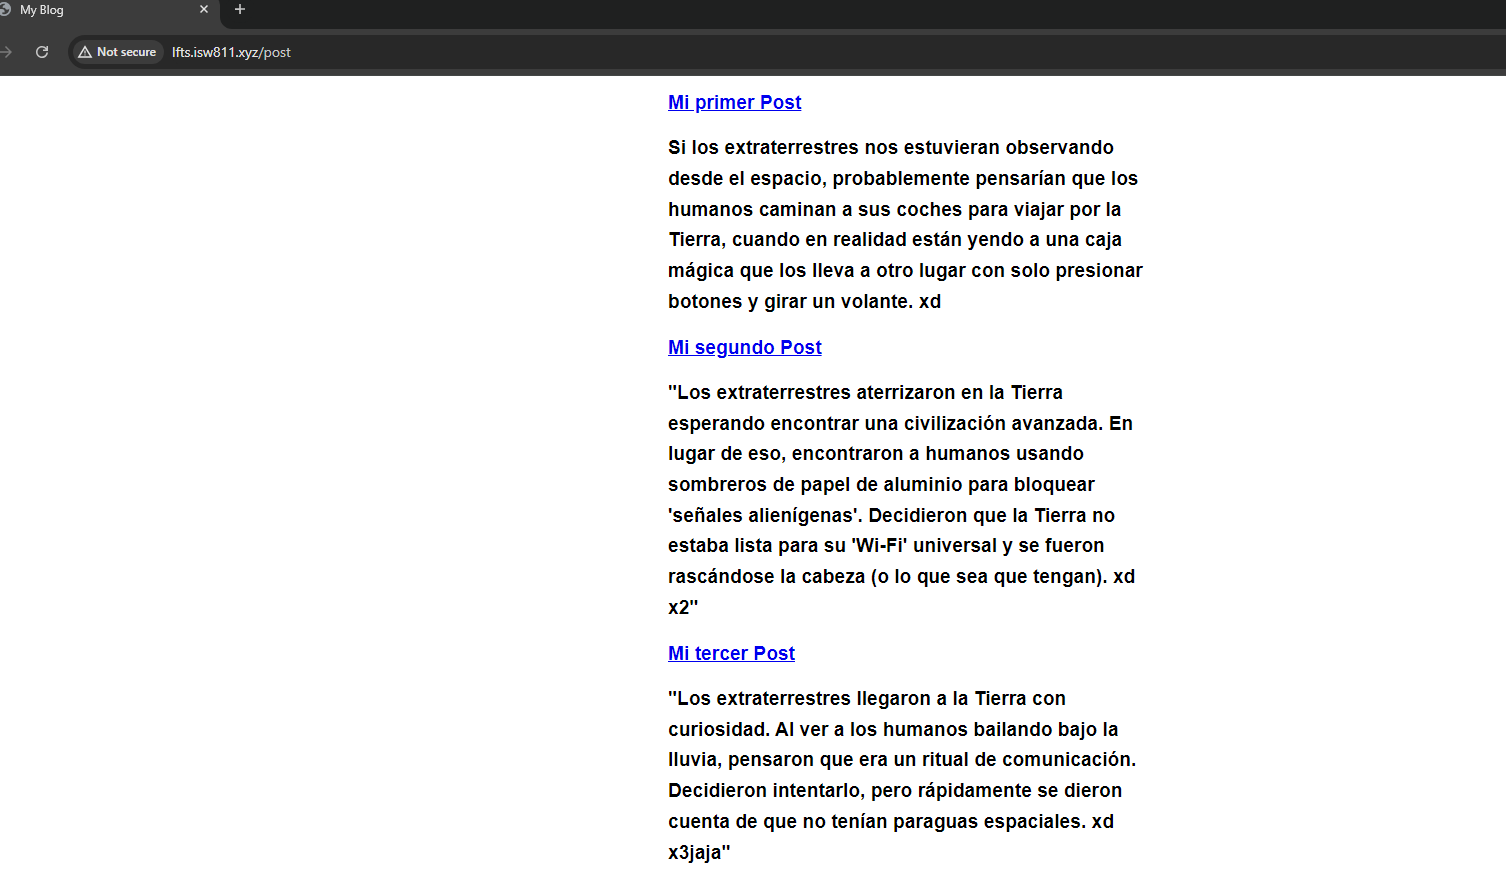 My Blog
Not secure
lfts.isw811.xyz/post
Mi primer Post
Si los extraterrestres nos estuvieran observando
desde el espacio, probablemente pensarían que los
humanos caminan a sus coches para viajar por la
Tierra, cuando en realidad están yendo a una caja
mágica que los lleva a otro lugar con solo presionar
botones y girar un volante. xd
Mi segundo Post
"Los extraterrestres aterrizaron en la Tierra
esperando encontrar una civilización avanzada. En
lugar de eso, encontraron a humanos usando
sombreros de papel de aluminio para bloquear
'señales alienígenas'. Decidieron que la Tierra no
estaba lista para su 'Wi-Fi' universal y se fueron
rascándose la cabeza (o lo que sea que tengan). xd
x2"
Mi tercer Post
"Los extraterrestres llegaron a la Tierra con
curiosidad. Al ver a los humanos bailando bajo la
lluvia, pensaron que era un ritual de comunicación.
Decidieron intentarlo, pero rápidamente se dieron
cuenta de que no tenían paraguas espaciales. xd
x3jaja"